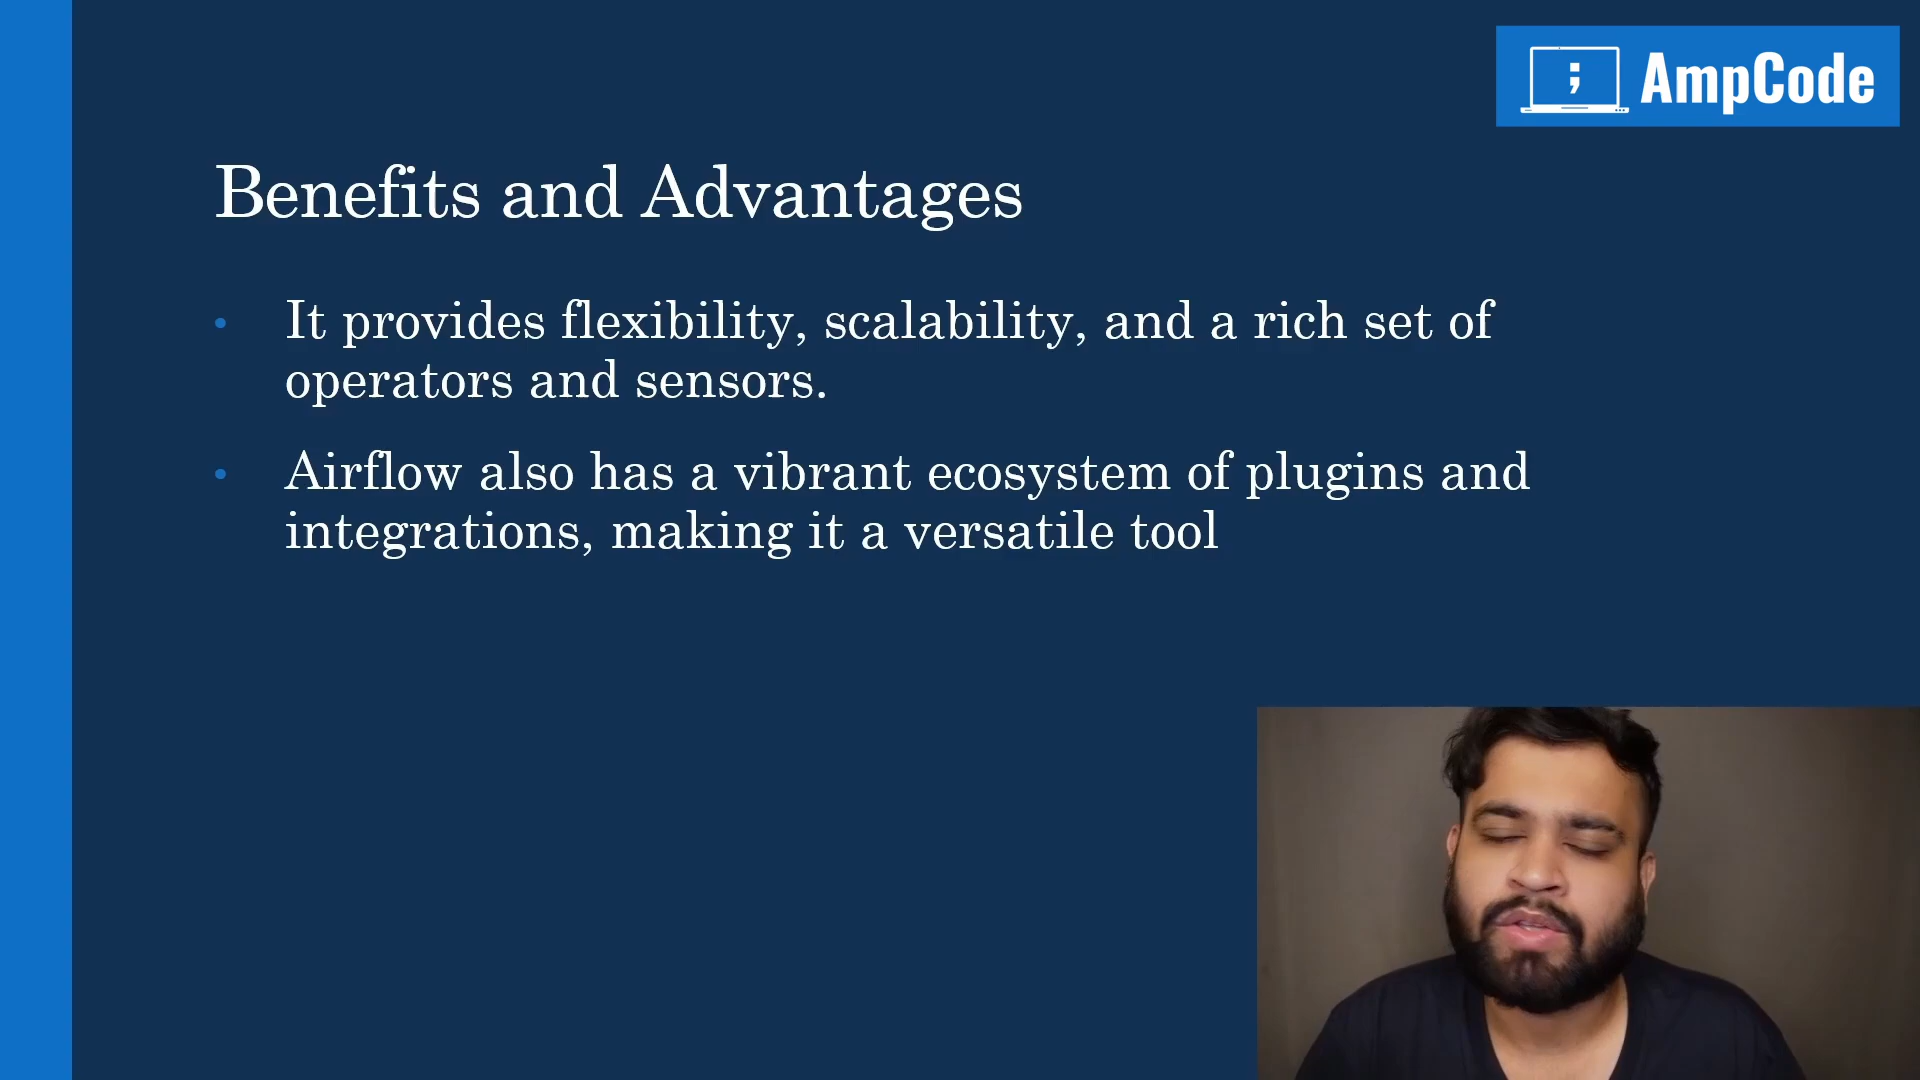 AmpCode
Benefits and Advantages
• It provides flexibility, scalability, and a rich set of
operators and sensors.
• Airflow also has a vibrant ecosystem of plugins and
integrations, making it a versatile tool